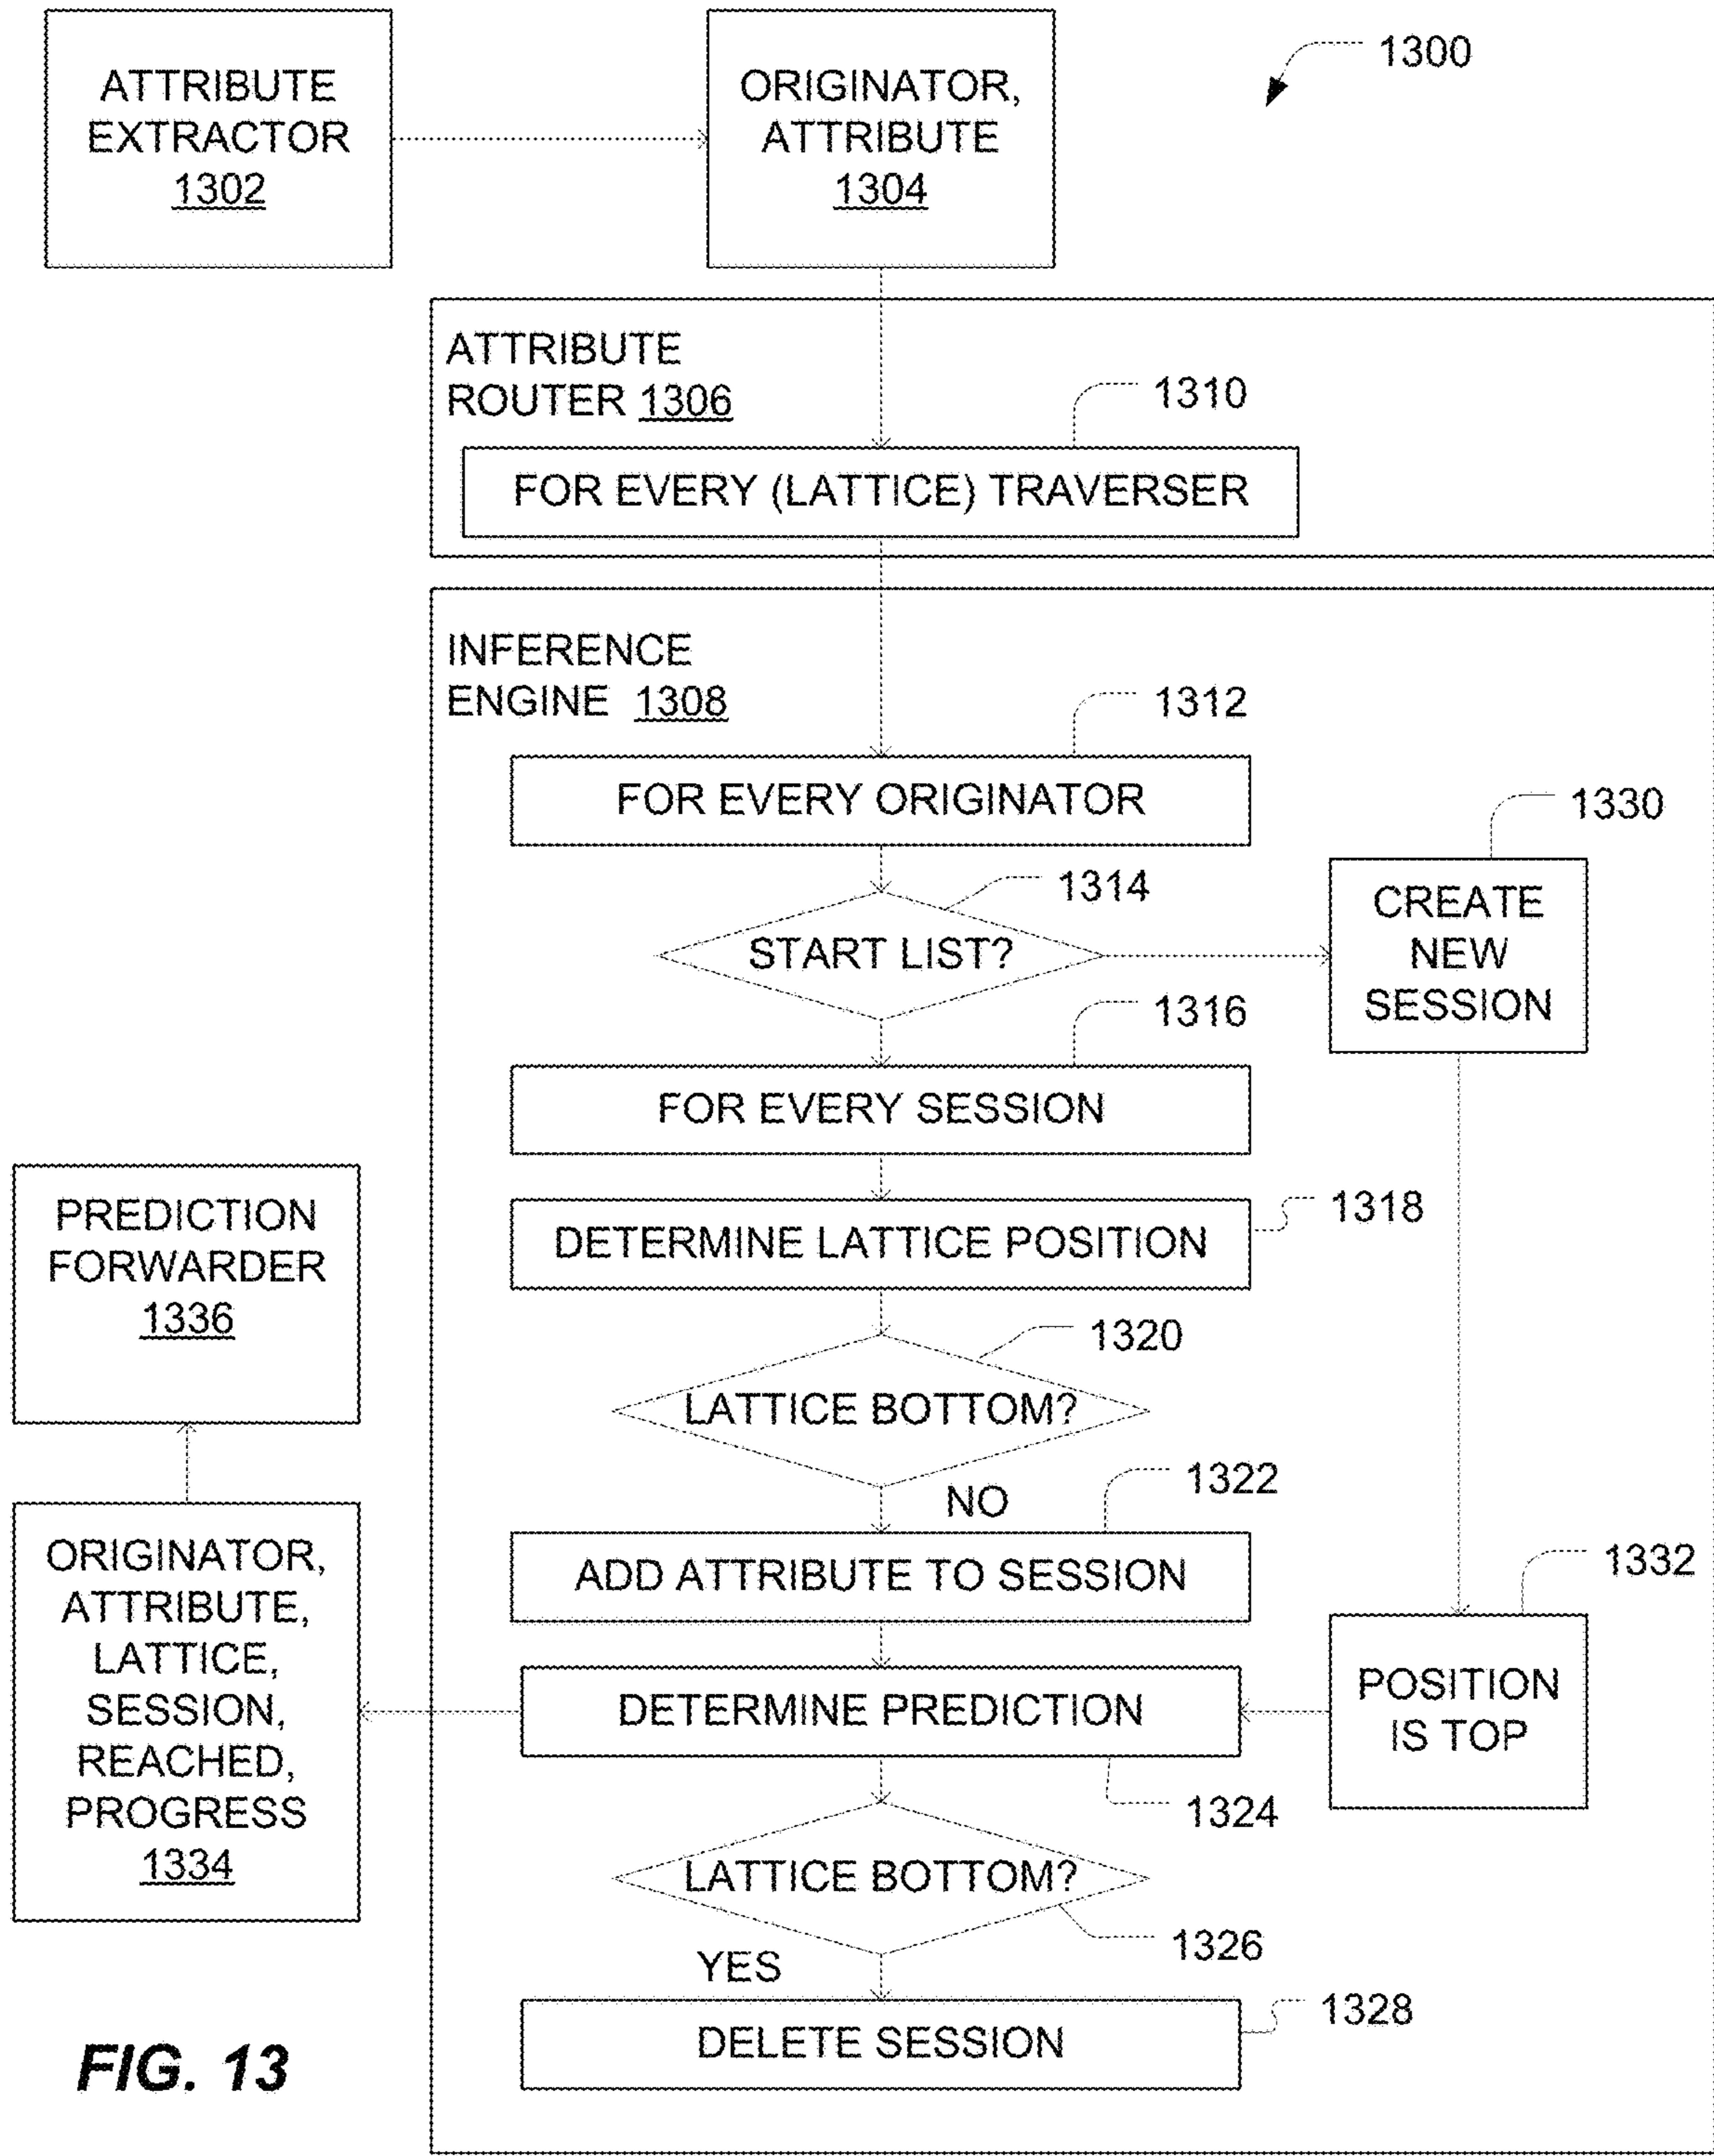 ATTRIBUTE
EXTRACTOR
1302
ORIGINATOR,
ATTRIBUTE
1304
1300
ATTRIBUTE
ROUTER 1306
1310
FOR EVERY (LATTICE) TRAVERSER
INFERENCE
ENGINE 1308
1312
FOR EVERY ORIGINATOR
1314
START LIST?
1330
CREATE
NEW
SESSION
1316
FOR EVERY SESSION
1318
DETERMINE LATTICE POSITION
1320
LATTICE BOTTOM?
NO
1322
ADD ATTRIBUTE TO SESSION
1332
POSITION
IS TOP
DETERMINE PREDICTION
1324
LATTICE BOTTOM?
1326
YES
1328
DELETE SESSION
PREDICTION
FORWARDER
1336
ORIGINATOR,
ATTRIBUTE,
LATTICE,
SESSION,
REACHED,
PROGRESS
1334
FIG. 13